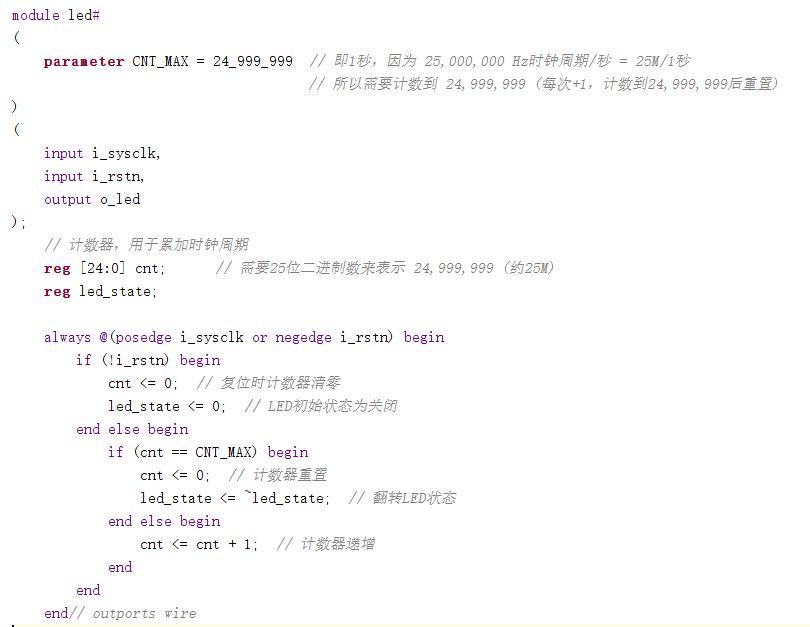 module led#
(
    parameter CNT_MAX = 24_999_999  // 即1秒，因为 25,000,000 Hz时钟周期/秒 = 25M/1秒
                                    // 所以需要计数到 24,999,999 (每次+1，计数到24,999,999后重置)
)
(
    input i_sysclk,
    input i_rstn,
    output o_led
);
    // 计数器，用于累加时钟周期
    reg [24:0] cnt;      // 需要25位二进制数来表示 24,999,999 (约25M)
    reg led_state;

    always @(posedge i_sysclk or negedge i_rstn) begin
        if (!i_rstn) begin
            cnt <= 0;  // 复位时计数器清零
            led_state <= 0;  // LED初始状态为关闭
        end else begin
            if (cnt == CNT_MAX) begin
                cnt <= 0;  // 计数器重置
                led_state <= ~led_state;  // 翻转LED状态
            end else begin
                cnt <= cnt + 1;  // 计数器递增
            end
        end
    end// outports wire